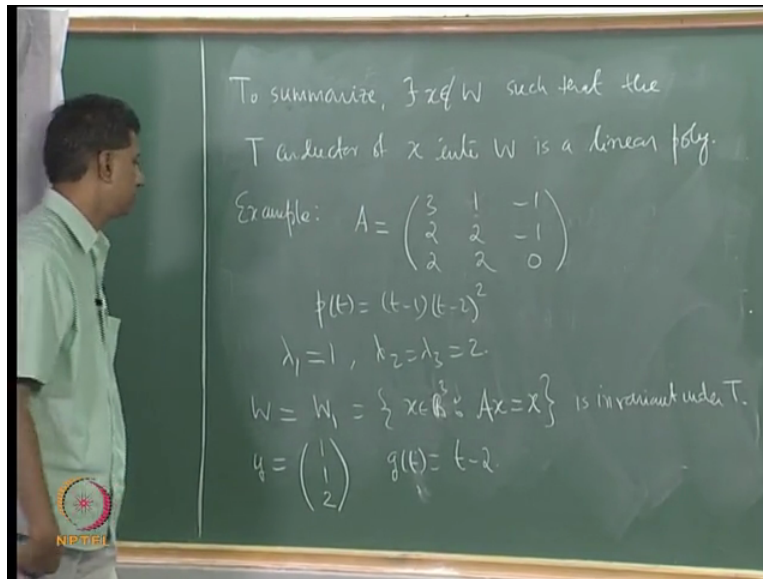 To summarize, ∃ x∉W such that the
T conductor of x into W is a linear poly.
Example: A = ( 3 1 -1
2 2 -1
2 2 0 )
p(t) = (t-1)(t-2)²
λ₁ = 1, λ₂ = λ₃ = 2.
W = W₁ = { x∈ℝ³ : Ax = x } is invariant under T.
y = ( 1
1
2 ) g(t) = t-2.
NPTEL